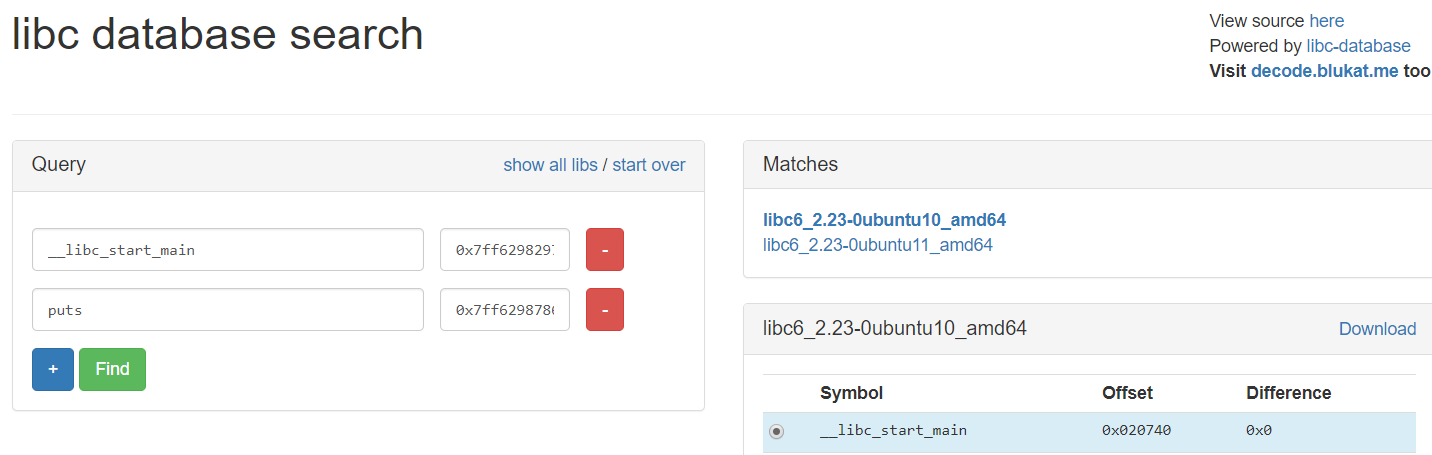 libc database search
View source here
Powered by libc-database
Visit decode.blukat.me too
Query
show all libs / start over
__libc_start_main
0x7ff629829
-
puts
0x7ff629878
-
+
Find
Matches
libc6_2.23-0ubuntu10_amd64
libc6_2.23-0ubuntu11_amd64
libc6_2.23-0ubuntu10_amd64
Download
Symbol Offset Difference
__libc_start_main 0x020740 0x0